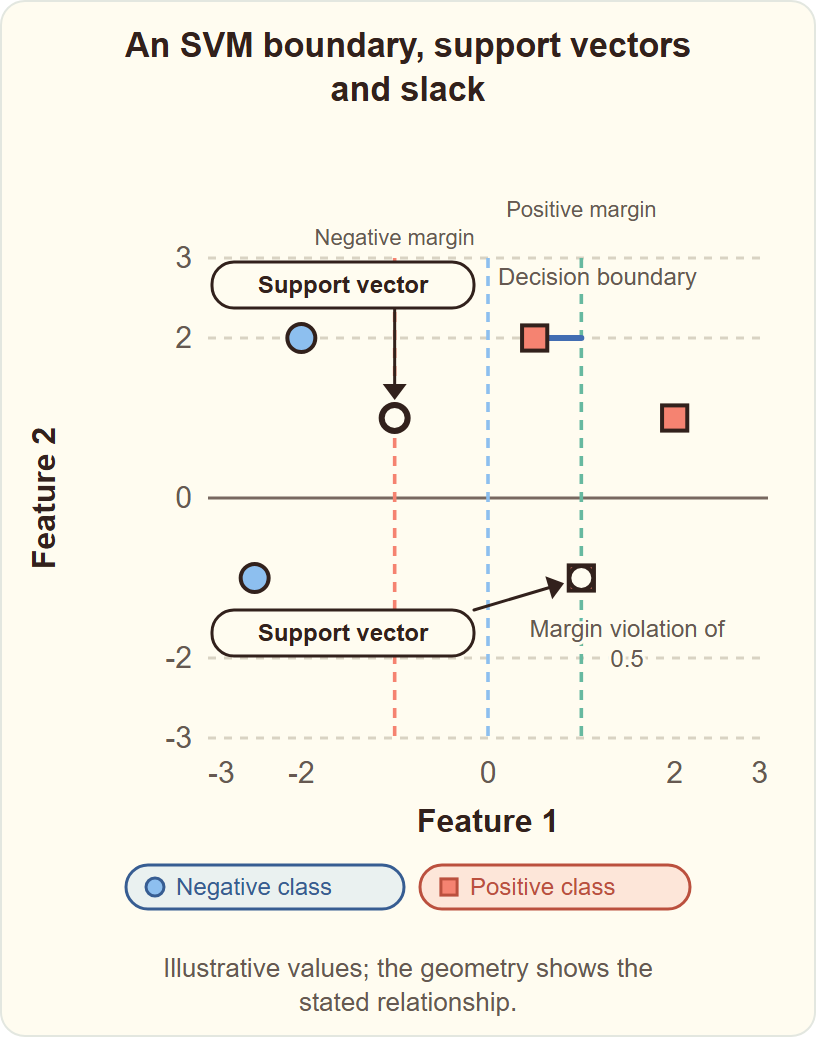 An SVM boundary, support vectors
and slack
Positive margin
Negative margin
3
Support vector
Decision boundary
2
Feature 2
0
Support vector
Margin violation of
0.5
-2
-3
-3
-2
0
2
3
Feature 1
Negative class
Positive class
Illustrative values; the geometry shows the
stated relationship.